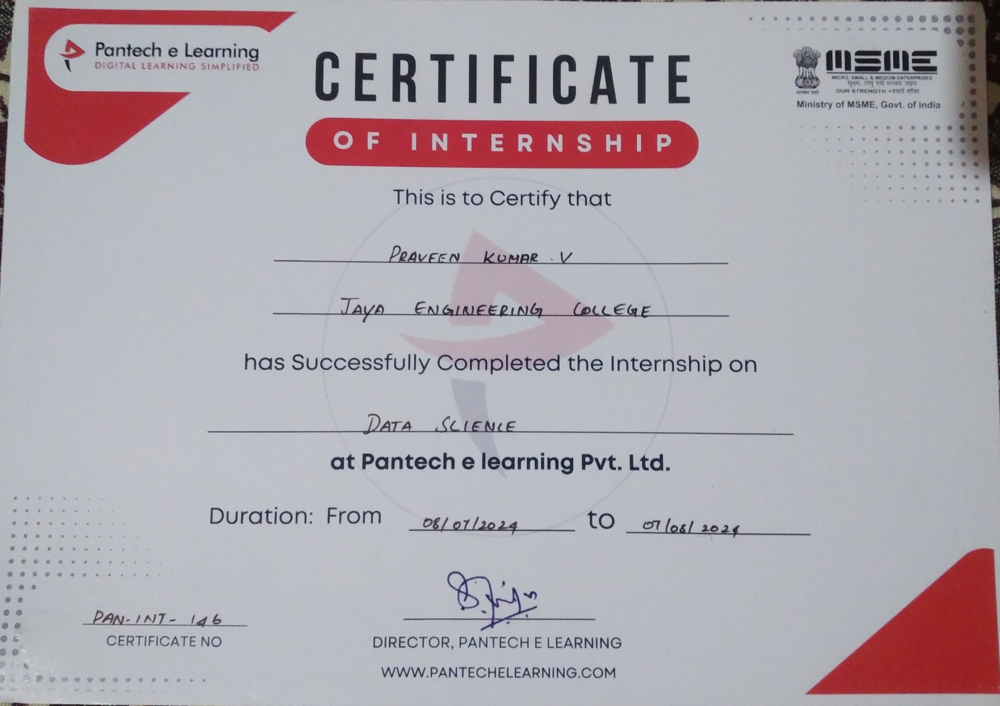 Pantech e Learning
DIGITAL LEARNING SIMPLIFIED
CERTIFICATE
OF INTERNSHIP
MSME
MICRO, SMALL & MEDIUM ENTERPRISES
सूक्ष्म, लघु एवं मध्यम उद्यम
OUR STRENGTH • हमारी शक्ति
सत्यमेव जयते
Ministry of MSME, Govt. of India
This is to Certify that
PRAVEEN KUMAR . V
JAYA ENGINEERING COLLEGE
has Successfully Completed the Internship on
DATA SCIENCE
at Pantech e learning Pvt. Ltd.
Duration: From 08/07/2024 to 07/08/2024
PAN-INT-146
CERTIFICATE NO
DIRECTOR, PANTECH E LEARNING
WWW.PANTECHELEARNING.COM